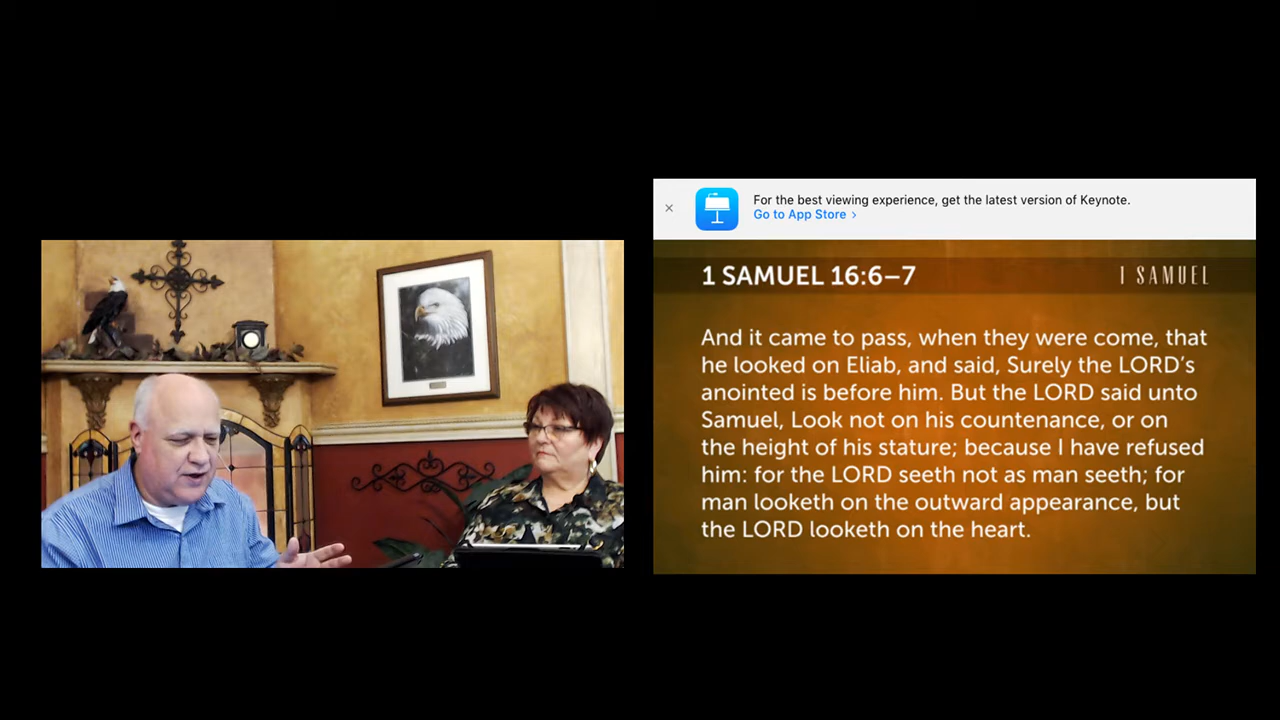 For the best viewing experience, get the latest version of Keynote.
Go to App Store ›
1 SAMUEL 16:6–7
1 SAMUEL
And it came to pass, when they were come, that
he looked on Eliab, and said, Surely the LORD’s
anointed is before him. But the LORD said unto
Samuel, Look not on his countenance, or on
the height of his stature; because I have refused
him: for the LORD seeth not as man seeth; for
man looketh on the outward appearance, but
the LORD looketh on the heart.